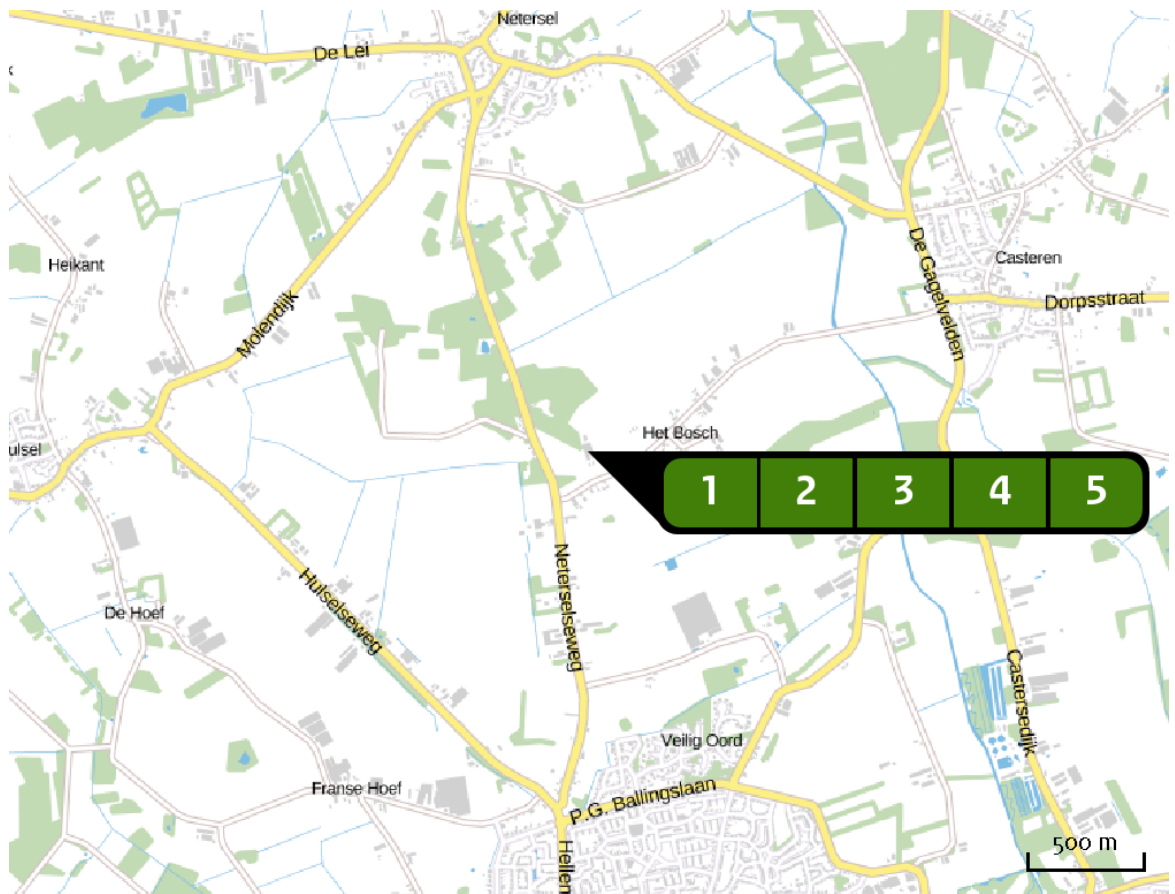 Netersel
De Lei
Heikant
Molendijk
De Gagelvelden
Casteren
Dorpsstraat
ulsel
Het Bosch
1 2 3 4 5
De Hoef
Hulselseweg
Neterselseweg
Castersedijk
Veilig Oord
Franse Hoef
P.G. Ballingslaan
Hellen
500 m